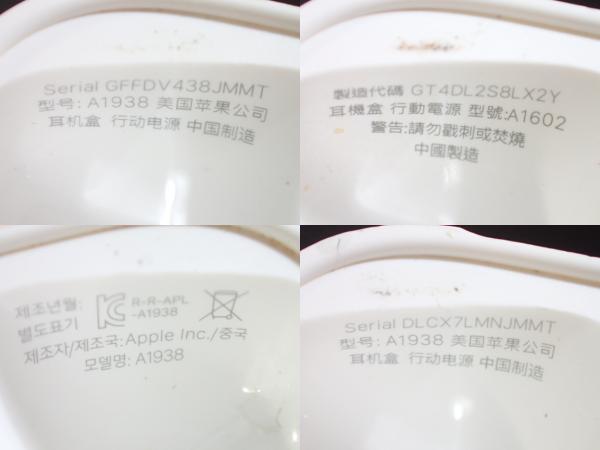 Serial GFFDV438JMMT
型号: A1938 美国苹果公司
耳机盒 行动电源 中国制造
製造代碼 GT4DL2S8LX2Y
耳機盒 行動電源 型號:A1602
警告:請勿戳刺或焚燒
中國製造
제조년월:
별도표기
R-R-APL
-A1938
제조자/제조국:Apple Inc./중국
모델명: A1938
Serial DLCX7LMNJMMT
型号: A1938 美国苹果公司
耳机盒 行动电源 中国制造